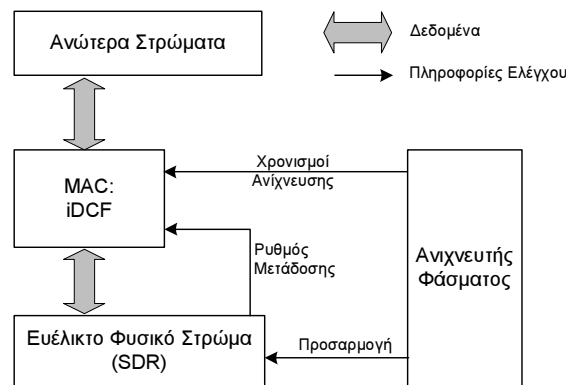 Ανώτερα Στρώματα
Δεδομένα
Πληροφορίες Ελέγχου
MAC:
iDCF
Χρονισμοί
Ανίχνευσης
Ρυθμός
Μετάδοσης
Ανιχνευτής
Φάσματος
Ευέλικτο Φυσικό Στρώμα
(SDR)
Προσαρμογή